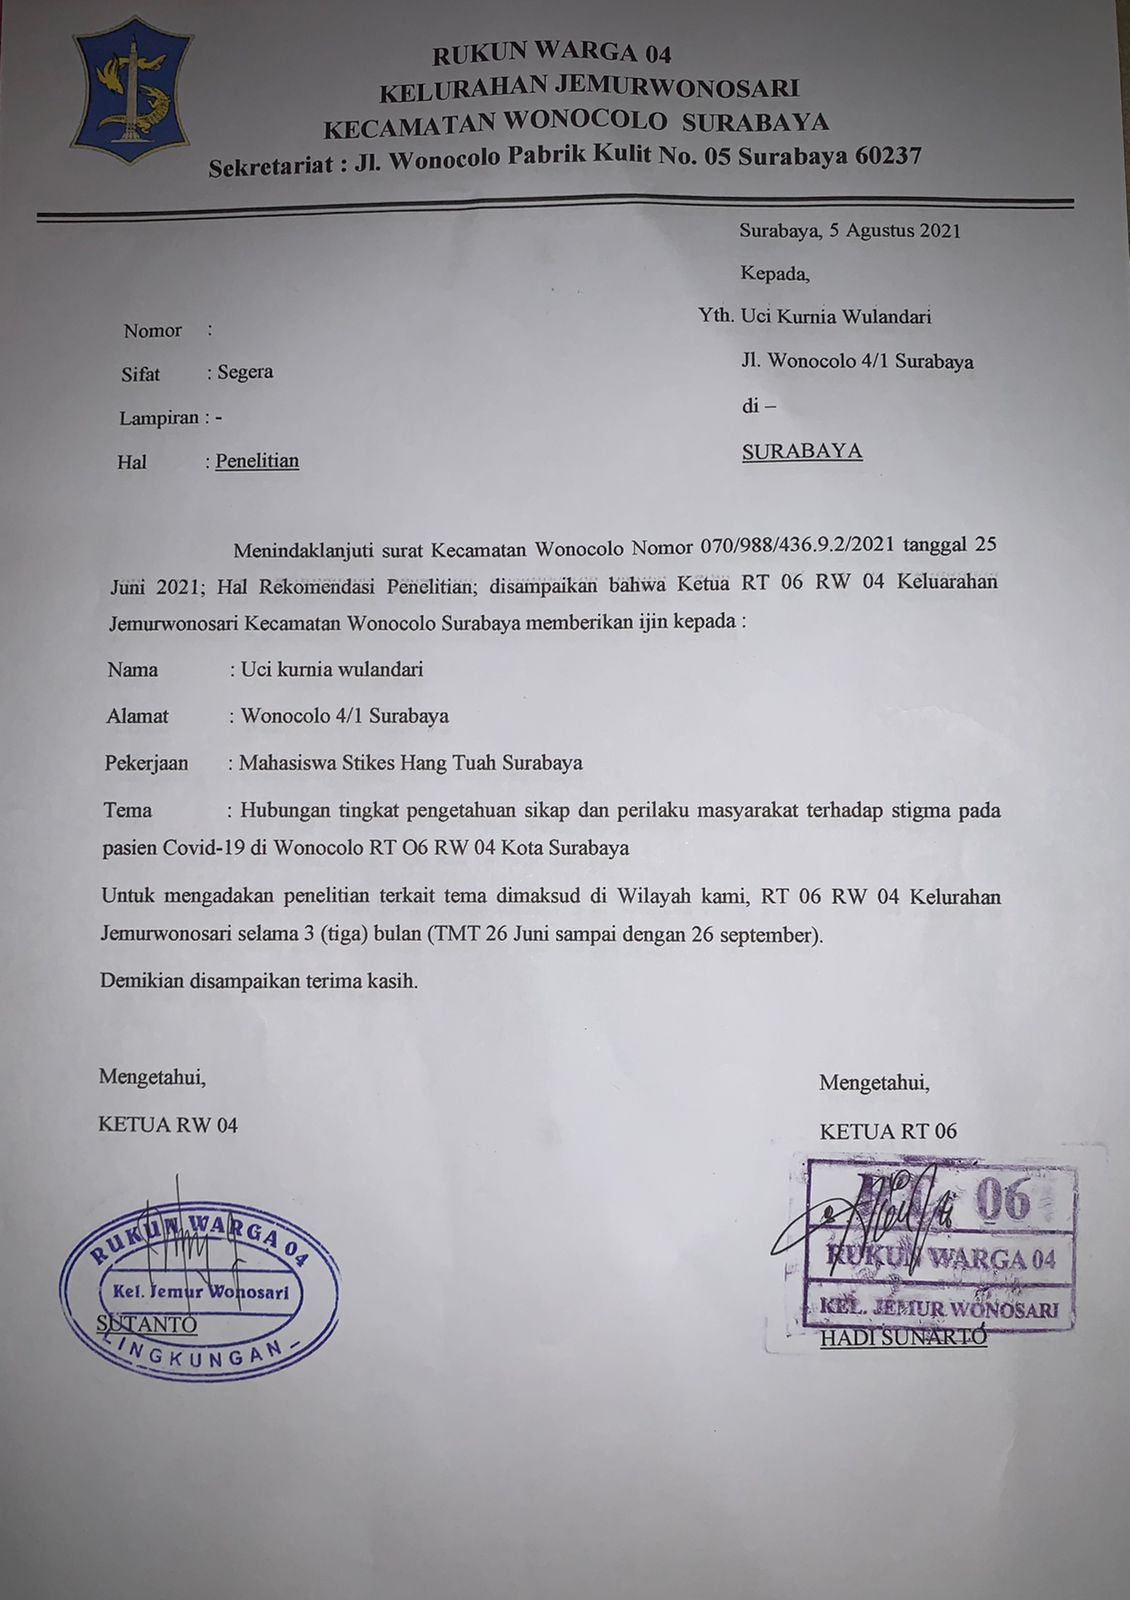 RUKUN WARGA 04
KELURAHAN JEMURWONOSARI
KECAMATAN WONOCOLO SURABAYA
Sekretariat : Jl. Wonocolo Pabrik Kulit No. 05 Surabaya 60237
Surabaya, 5 Agustus 2021
Kepada,
Yth. Uci Kurnia Wulandari
Jl. Wonocolo 4/1 Surabaya
di –
SURABAYA
Nomor :
Sifat : Segera
Lampiran : -
Hal : Penelitian
Menindaklanjuti surat Kecamatan Wonocolo Nomor 070/988/436.9.2/2021 tanggal 25
Juni 2021; Hal Rekomendasi Penelitian; disampaikan bahwa Ketua RT 06 RW 04 Keluarahan
Jemurwonosari Kecamatan Wonocolo Surabaya memberikan ijin kepada :
Nama : Uci kurnia wulandari
Alamat : Wonocolo 4/1 Surabaya
Pekerjaan : Mahasiswa Stikes Hang Tuah Surabaya
Tema : Hubungan tingkat pengetahuan sikap dan perilaku masyarakat terhadap stigma pada
pasien Covid-19 di Wonocolo RT O6 RW 04 Kota Surabaya
Untuk mengadakan penelitian terkait tema dimaksud di Wilayah kami, RT 06 RW 04 Kelurahan
Jemurwonosari selama 3 (tiga) bulan (TMT 26 Juni sampai dengan 26 september).
Demikian disampaikan terima kasih.
Mengetahui,
KETUA RW 04
RUKUN WARGA 04
Kel. Jemur Wonosari
SUTANTO
LINGKUNGAN –
Mengetahui,
KETUA RT 06
06
RUKUN WARGA 04
KEL. JEMUR WONOSARI
HADI SUNARTO